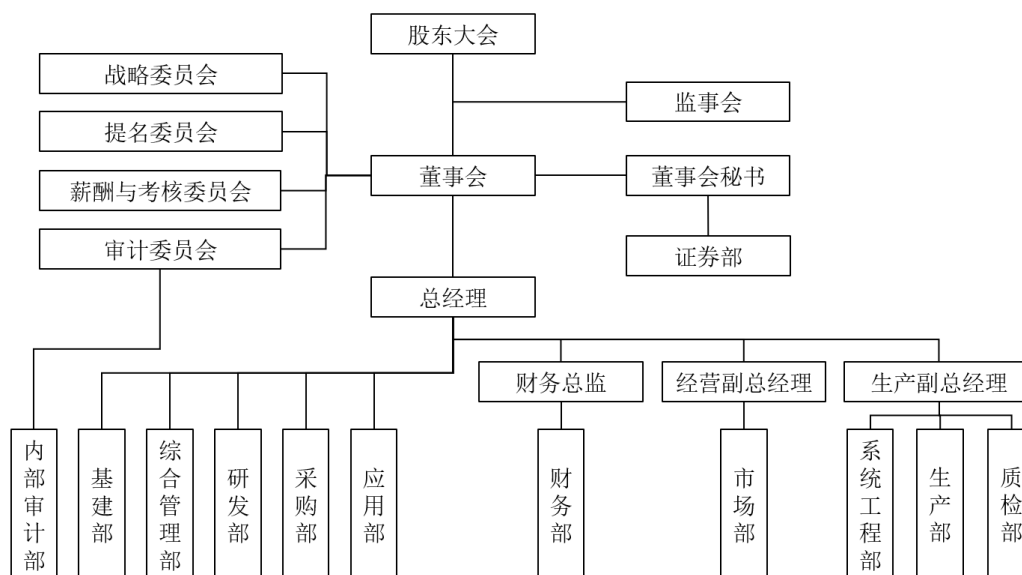 股东大会
战略委员会
监事会
提名委员会
董事会
董事会秘书
薪酬与考核委员会
审计委员会
证券部
总经理
财务总监
经营副总经理
生产副总经理
内部审计部
基建部
综合管理部
研发部
采购部
应用部
财务部
市场部
系统工程部
生产部
质检部